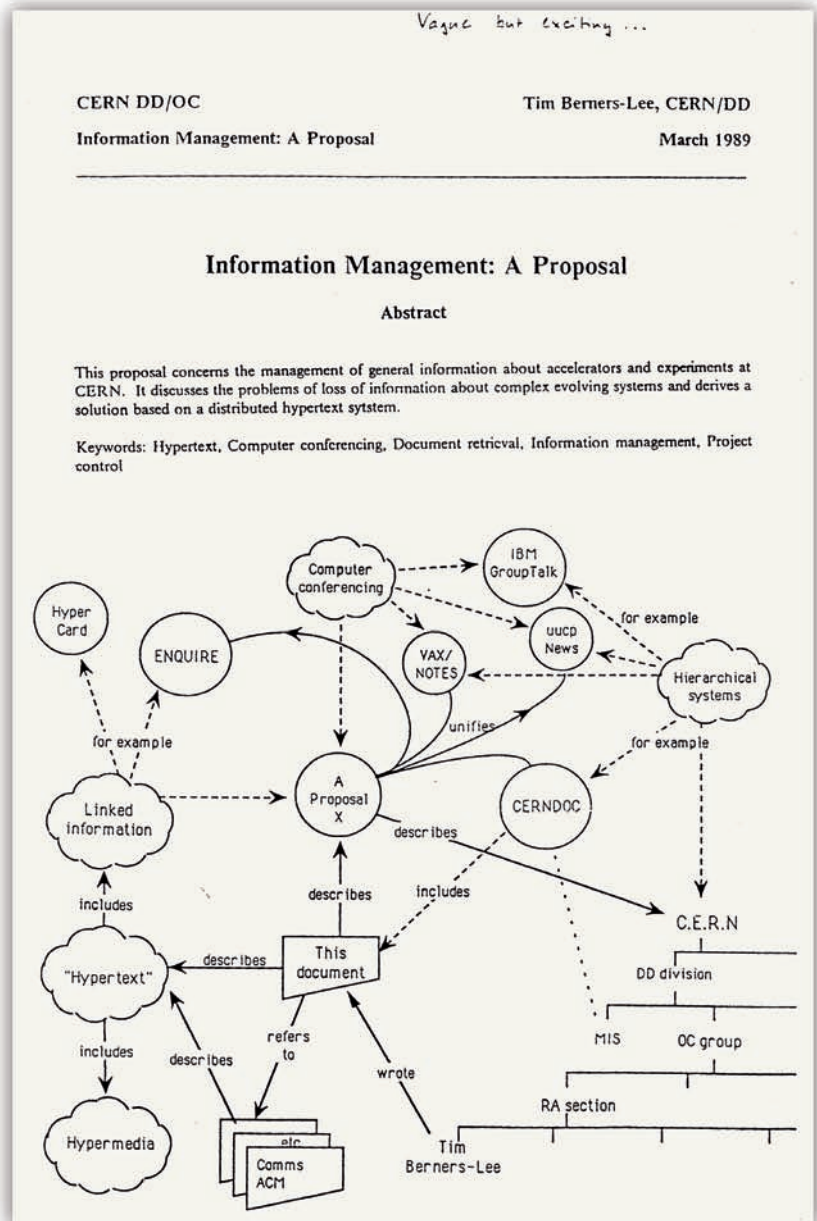 Vague but exciting ...
CERN DD/OC
Tim Berners-Lee, CERN/DD
Information Management: A Proposal
March 1989
Information Management: A Proposal
Abstract
This proposal concerns the management of general information about accelerators and experiments at
CERN. It discusses the problems of loss of information about complex evolving systems and derives a
solution based on a distributed hypertext sytstem.
Keywords: Hypertext, Computer conferencing, Document retrieval, Information management, Project
control
Computer
conferencing
IBM
GroupTalk
Hyper
Card
ENQUIRE
VAX/
NOTES
uucp
News
for example
Hierarchical
systems
unifies
for example
for example
Linked
information
A
Proposal
X
CERNDOC
describes
includes
describes
includes
C.E.R.N
"Hypertext"
describes
This
document
DD division
includes
describes
refers
to
wrote
MIS
OC group
RA section
Hypermedia
etc
Comms
ACM
Tim
Berners-Lee